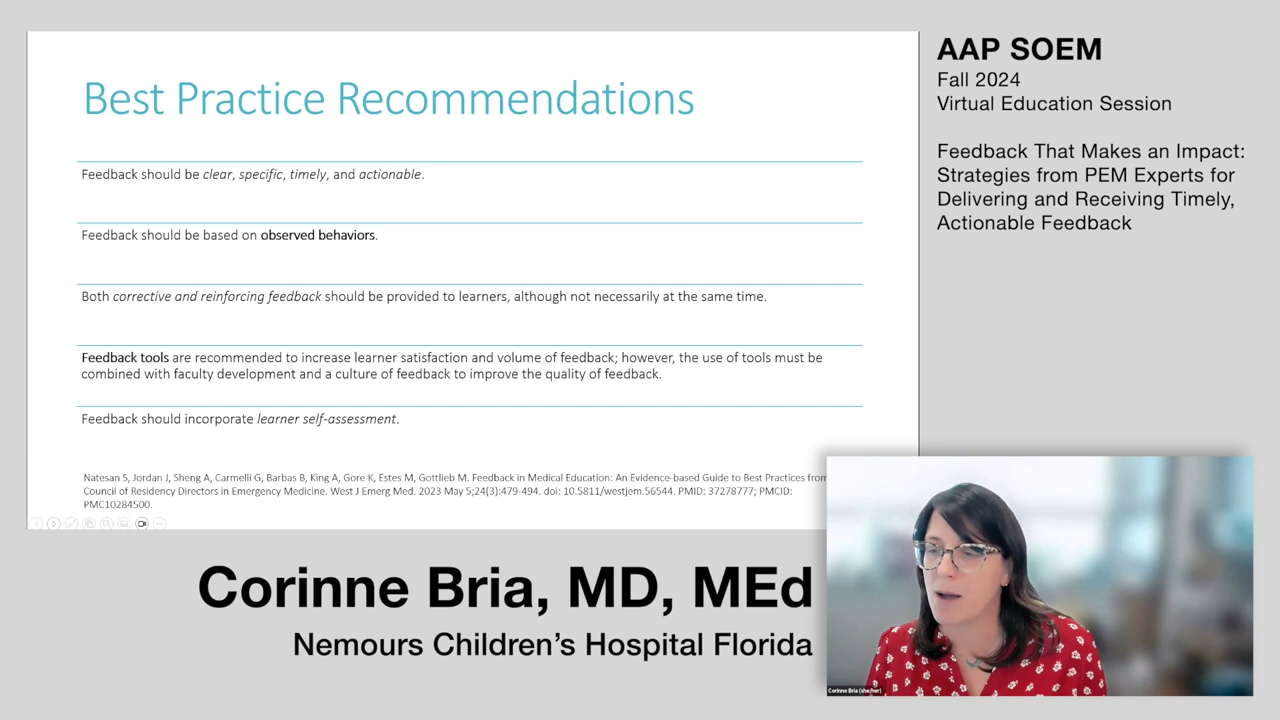 Best Practice Recommendations
Feedback should be clear, specific, timely, and actionable.
Feedback should be based on observed behaviors.
Both corrective and reinforcing feedback should be provided to learners, although not necessarily at the same time.
Feedback tools are recommended to increase learner satisfaction and volume of feedback; however, the use of tools must be
combined with faculty development and a culture of feedback to improve the quality of feedback.
Feedback should incorporate learner self-assessment.
Natesan S, Jordan J, Sheng A, Carmelli G, Barbas B, King A, Gore K, Estes M, Gottlieb M. Feedback in Medical Education: An Evidence-based Guide to Best Practices from
Council of Residency Directors in Emergency Medicine. West J Emerg Med. 2023 May 5;24(3):479-494. doi: 10.5811/westjem.56544. PMID: 37278777; PMCID:
PMC10284500.
AAP SOEM
Fall 2024
Virtual Education Session
Feedback That Makes an Impact:
Strategies from PEM Experts for
Delivering and Receiving Timely,
Actionable Feedback
Corinne Bria, MD, MEd
Nemours Children's Hospital Florida
Corinne Bria (she/her)